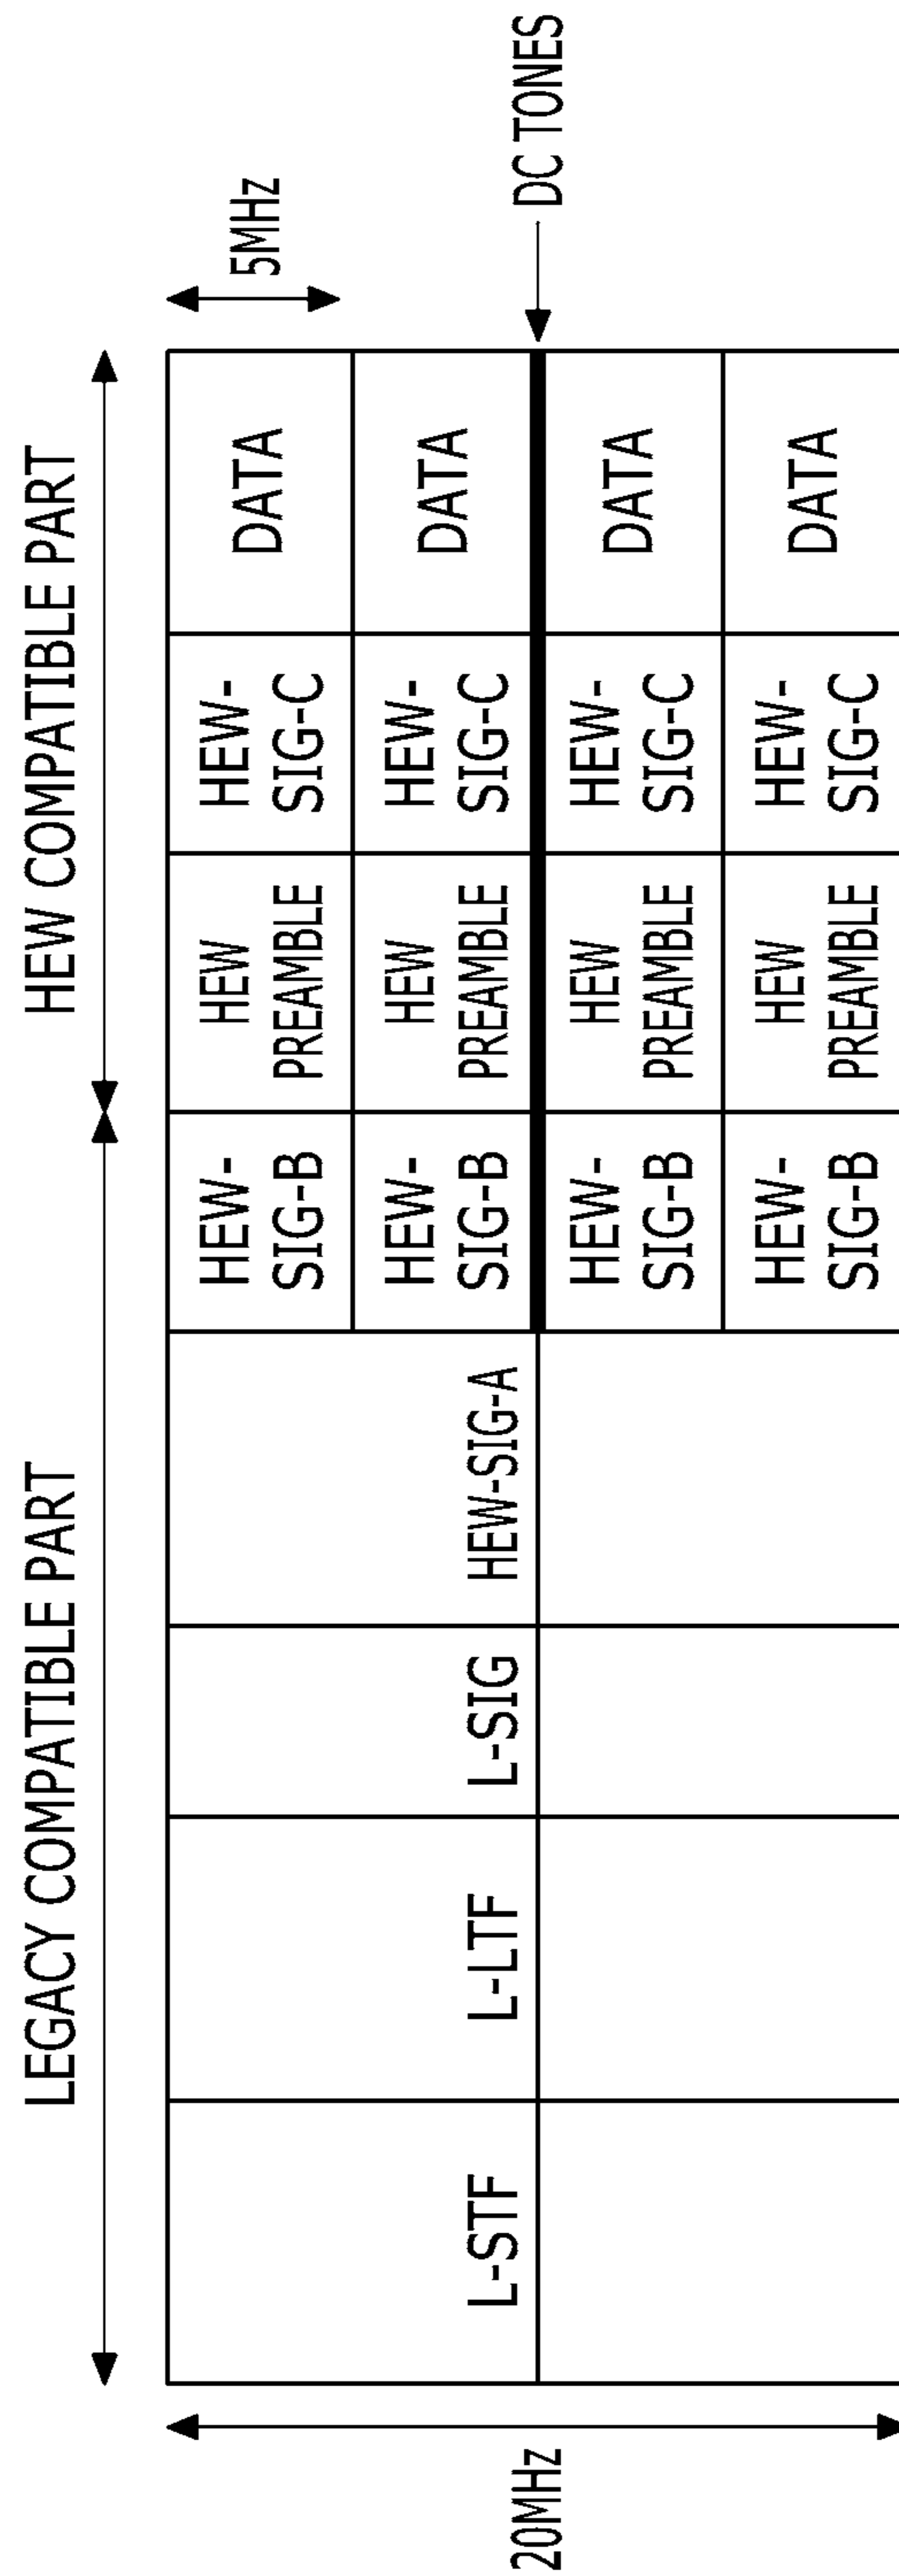 LEGACY COMPATIBLE PART
HEW COMPATIBLE PART
20MHz
5MHz
L-STF
L-LTF
L-SIG
HEW-SIG-A
HEW-
SIG-B
HEW
PREAMBLE
HEW-
SIG-C
DATA
HEW-
SIG-B
HEW
PREAMBLE
HEW-
SIG-C
DATA
DC TONES
HEW-
SIG-B
HEW
PREAMBLE
HEW-
SIG-C
DATA
HEW-
SIG-B
HEW
PREAMBLE
HEW-
SIG-C
DATA